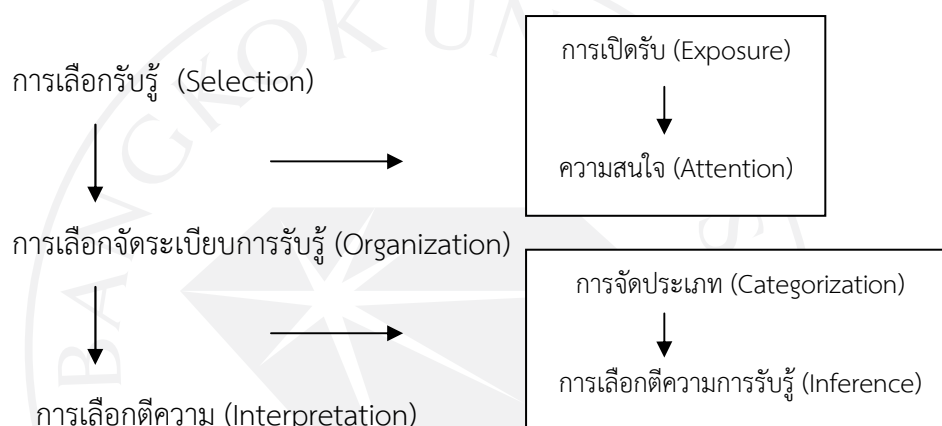 การเปิดรับ (Exposure)
การเลือกรับรู้ (Selection)
ความสนใจ (Attention)
การเลือกจัดระเบียบการรับรู้ (Organization)
การจัดประเภท (Categorization)
การเลือกตีความการรับรู้ (Inference)
การเลือกตีความ (Interpretation)
BANGKOK UN